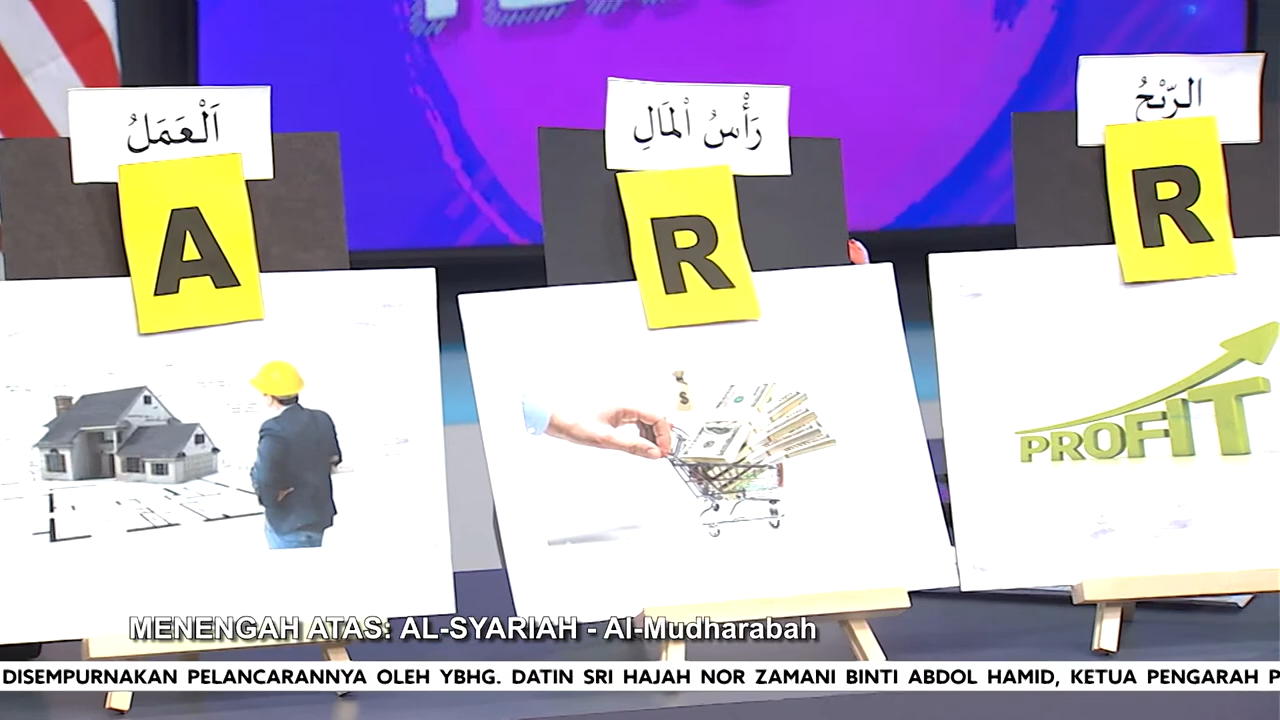 اَلْعَمَلُ
رَأْسُ الْمَالِ
الرِّبْحُ
A
R
R
$
PROFIT
MENENGAH ATAS: AL-SYARIAH - Al-Mudharabah
DISEMPURNAKAN PELANCARANNYA OLEH YBHG. DATIN SRI HAJAH NOR ZAMANI BINTI ABDOL HAMID, KETUA PENGARAH P